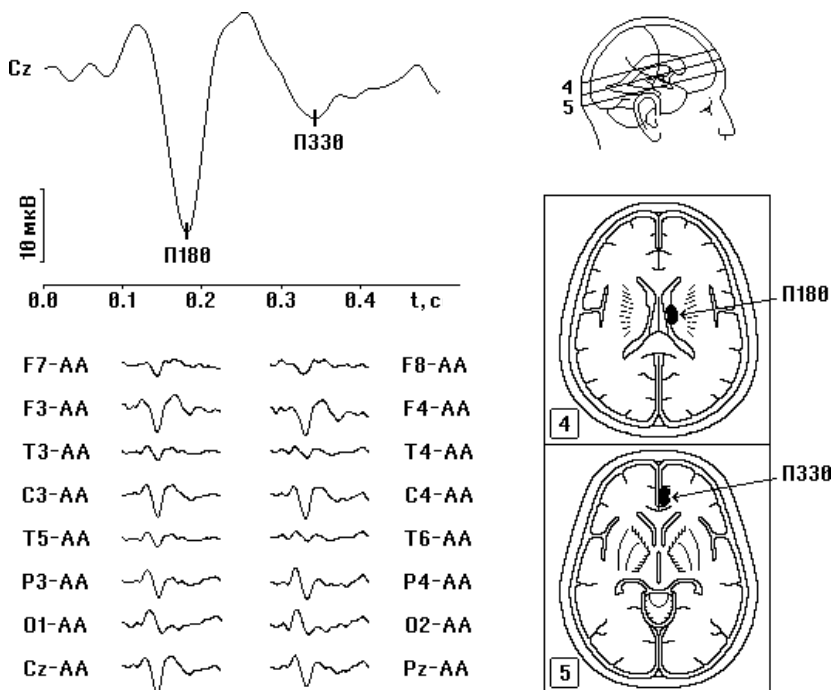 Cz
П330
10 мкВ
П180
0.0 0.1 0.2 0.3 0.4 t,c
4
5
П180
4
П330
5
F7-AA F8-AA
F3-AA F4-AA
T3-AA T4-AA
C3-AA C4-AA
T5-AA T6-AA
P3-AA P4-AA
O1-AA O2-AA
Cz-AA Pz-AA